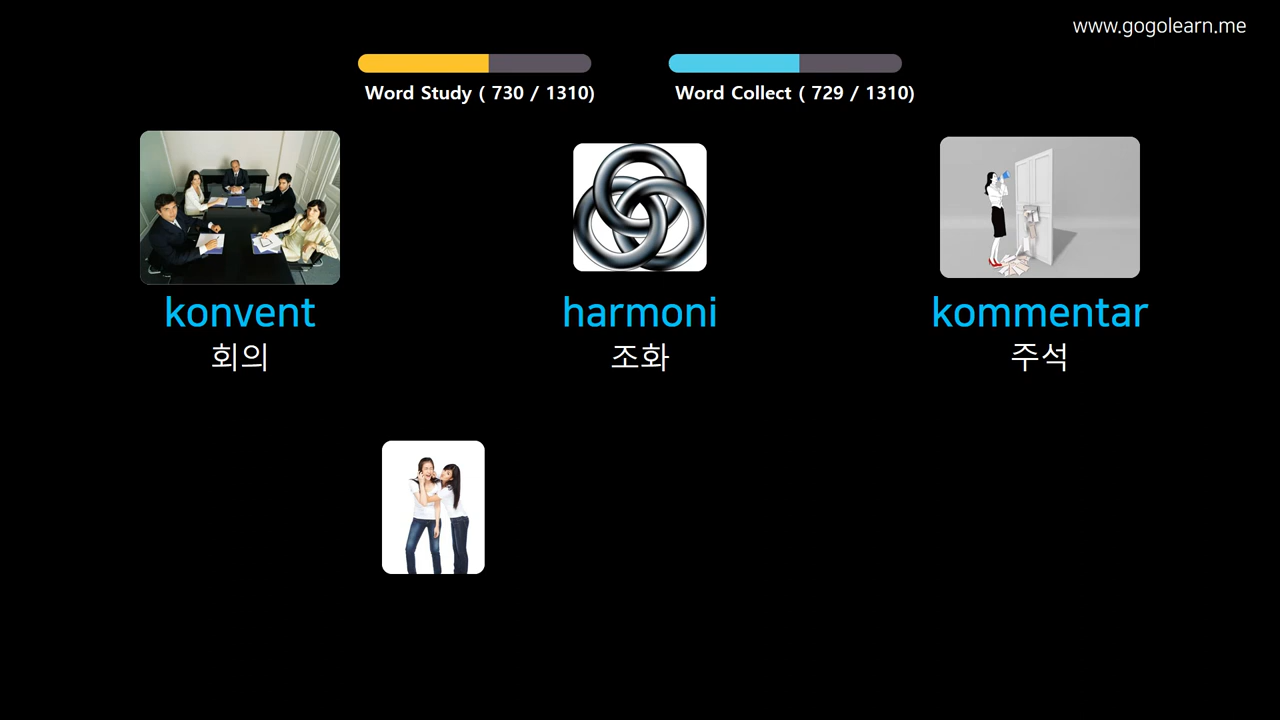 www.gogolearn.me
Word Study ( 730 / 1310)
Word Collect ( 729 / 1310)
konvent
harmoni
kommentar
회의
조화
주석